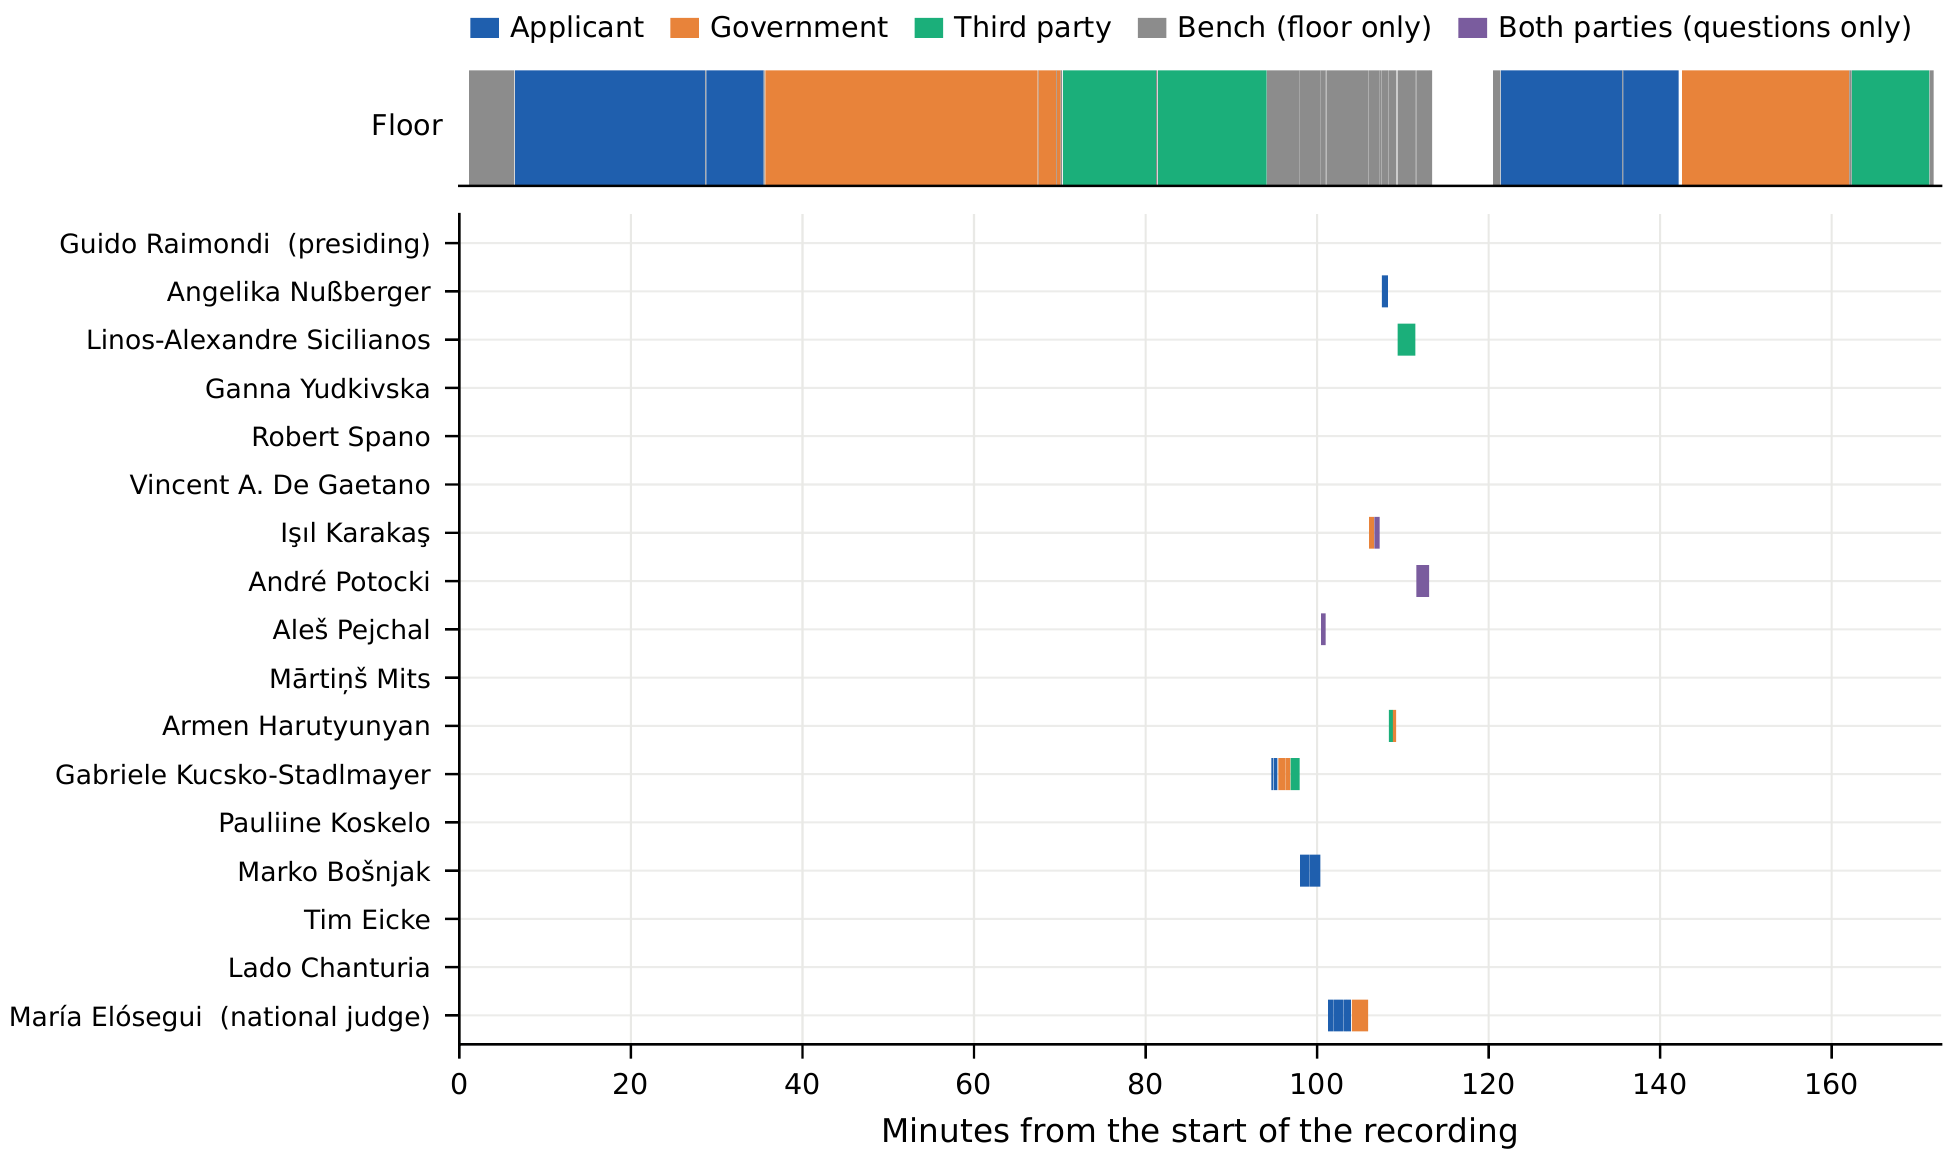 Applicant Government Third party Bench (floor only) Both parties (questions only)
Floor
Guido Raimondi (presiding)
Angelika Nußberger
Linos-Alexandre Sicilianos
Ganna Yudkivska
Robert Spano
Vincent A. De Gaetano
Işıl Karakaş
André Potocki
Aleš Pejchal
Mārtiņš Mits
Armen Harutyunyan
Gabriele Kucsko-Stadlmayer
Pauliine Koskelo
Marko Bošnjak
Tim Eicke
Lado Chanturia
María Elósegui (national judge)
0 20 40 60 80 100 120 140 160
Minutes from the start of the recording